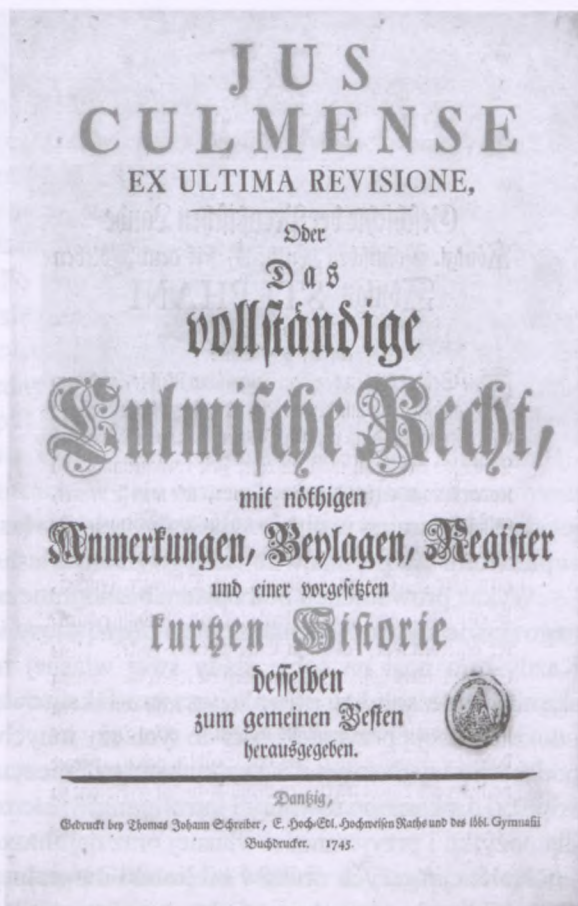 JUS
CULMENSE
EX ULTIMA REVISIONE,
Oder
Das
vollständige
Culmische Recht,
mit nöthigen
Anmerkungen, Beylagen, Register
und einer vorgesetzten
kurtzen Historie
desselben
zum gemeinen Besten
herausgegeben.
Dantzig,
Gedruckt bey Thomas Johann Schreiber, E. Hoch-Edl. Hochweisen Raths und des löbl. Gymnasii
Buchdrucker. 1745.